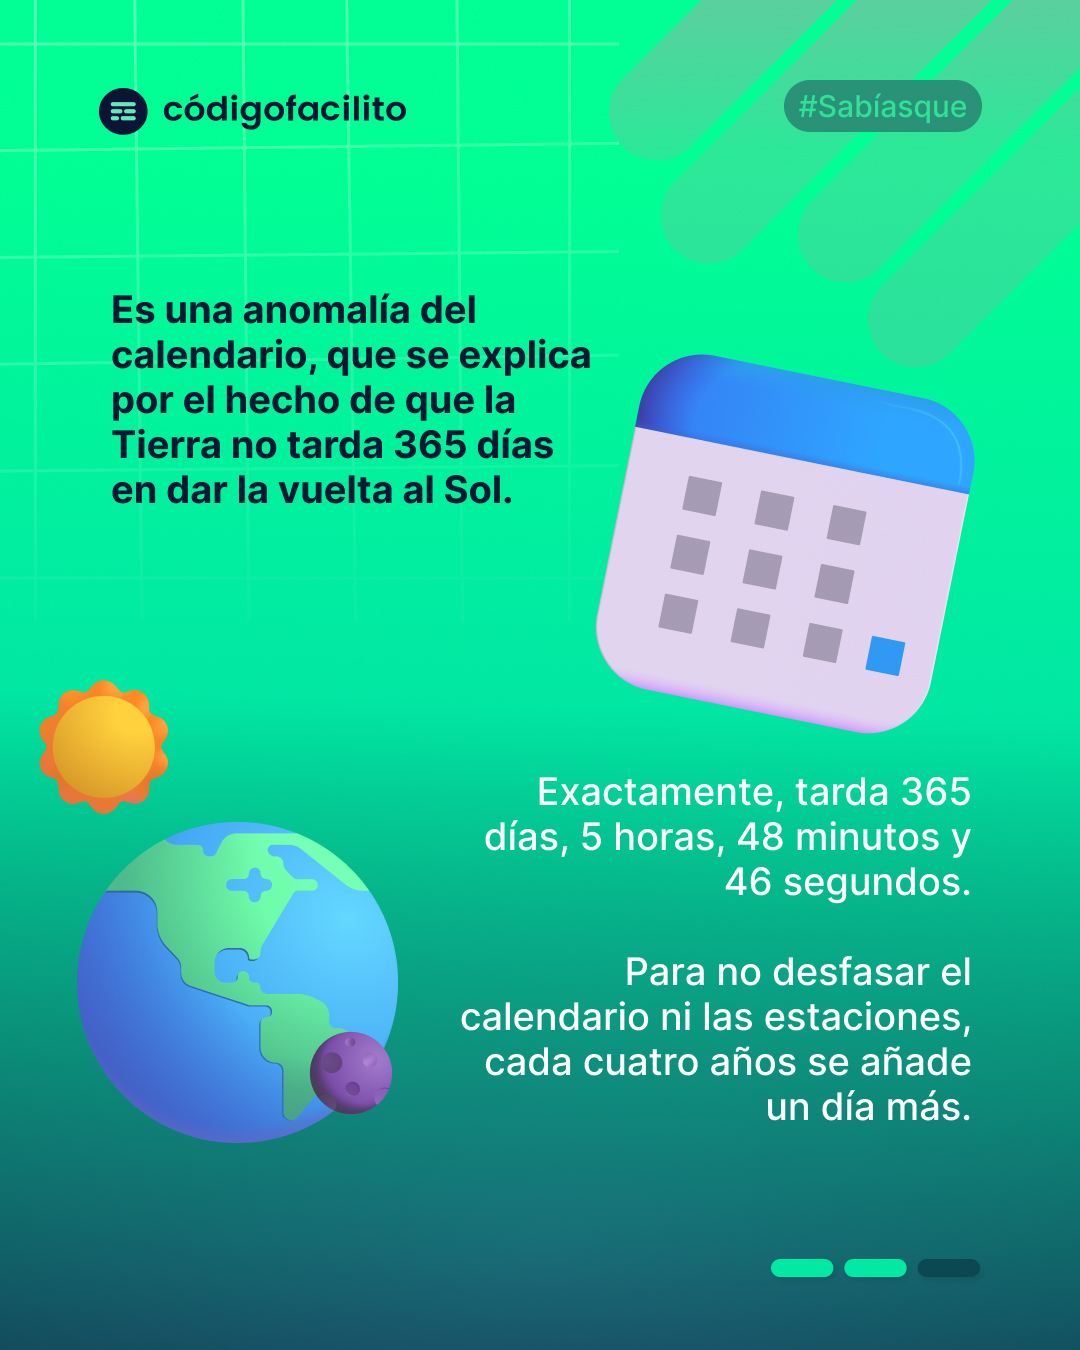 códigofacilito
#Sabíasque
Es una anomalía del
calendario, que se explica
por el hecho de que la
Tierra no tarda 365 días
en dar la vuelta al Sol.
Exactamente, tarda 365
días, 5 horas, 48 minutos y
46 segundos.
Para no desfasar el
calendario ni las estaciones,
cada cuatro años se añade
un día más.